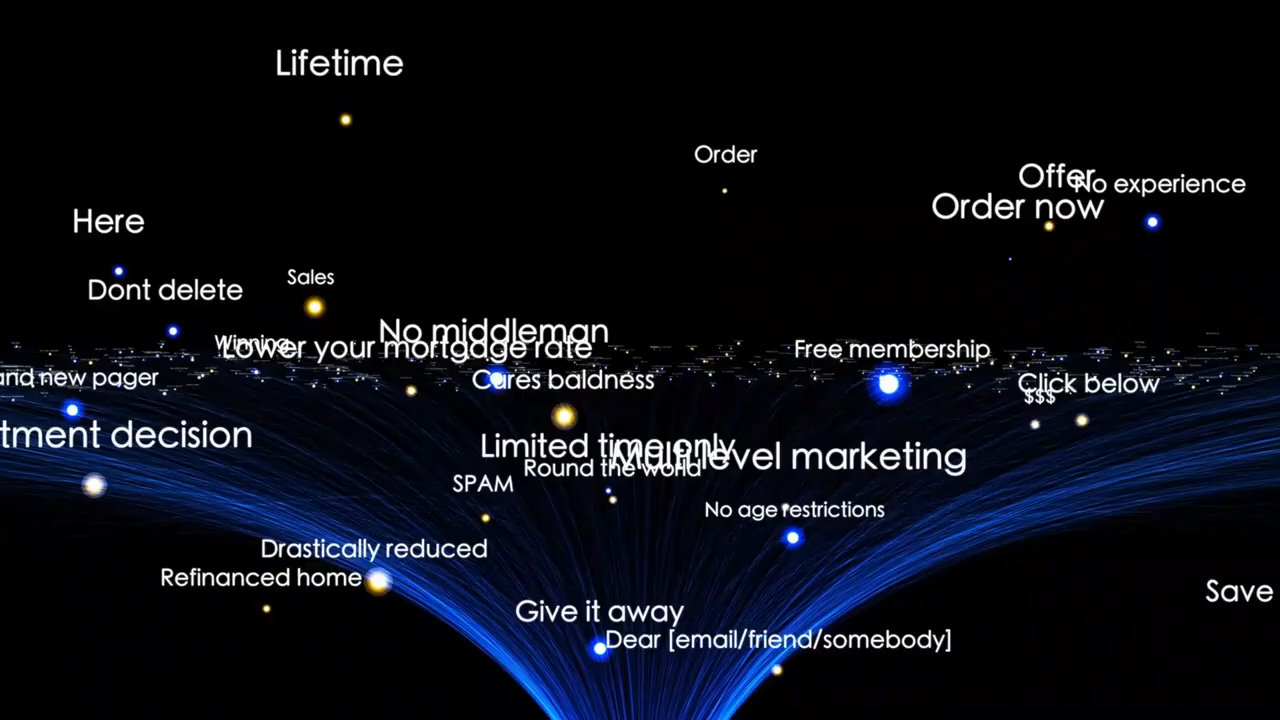 Lifetime
Order
Offer
No experience
Order now
Here
Sales
Dont delete
No middleman
Winning
Lower your mortgage rate
Free membership
and new pager
Cures baldness
Click below
$$$
tment decision
Limited time only
Multi level marketing
Round the world
SPAM
No age restrictions
Drastically reduced
Refinanced home
Save
Give it away
Dear [email/friend/somebody]